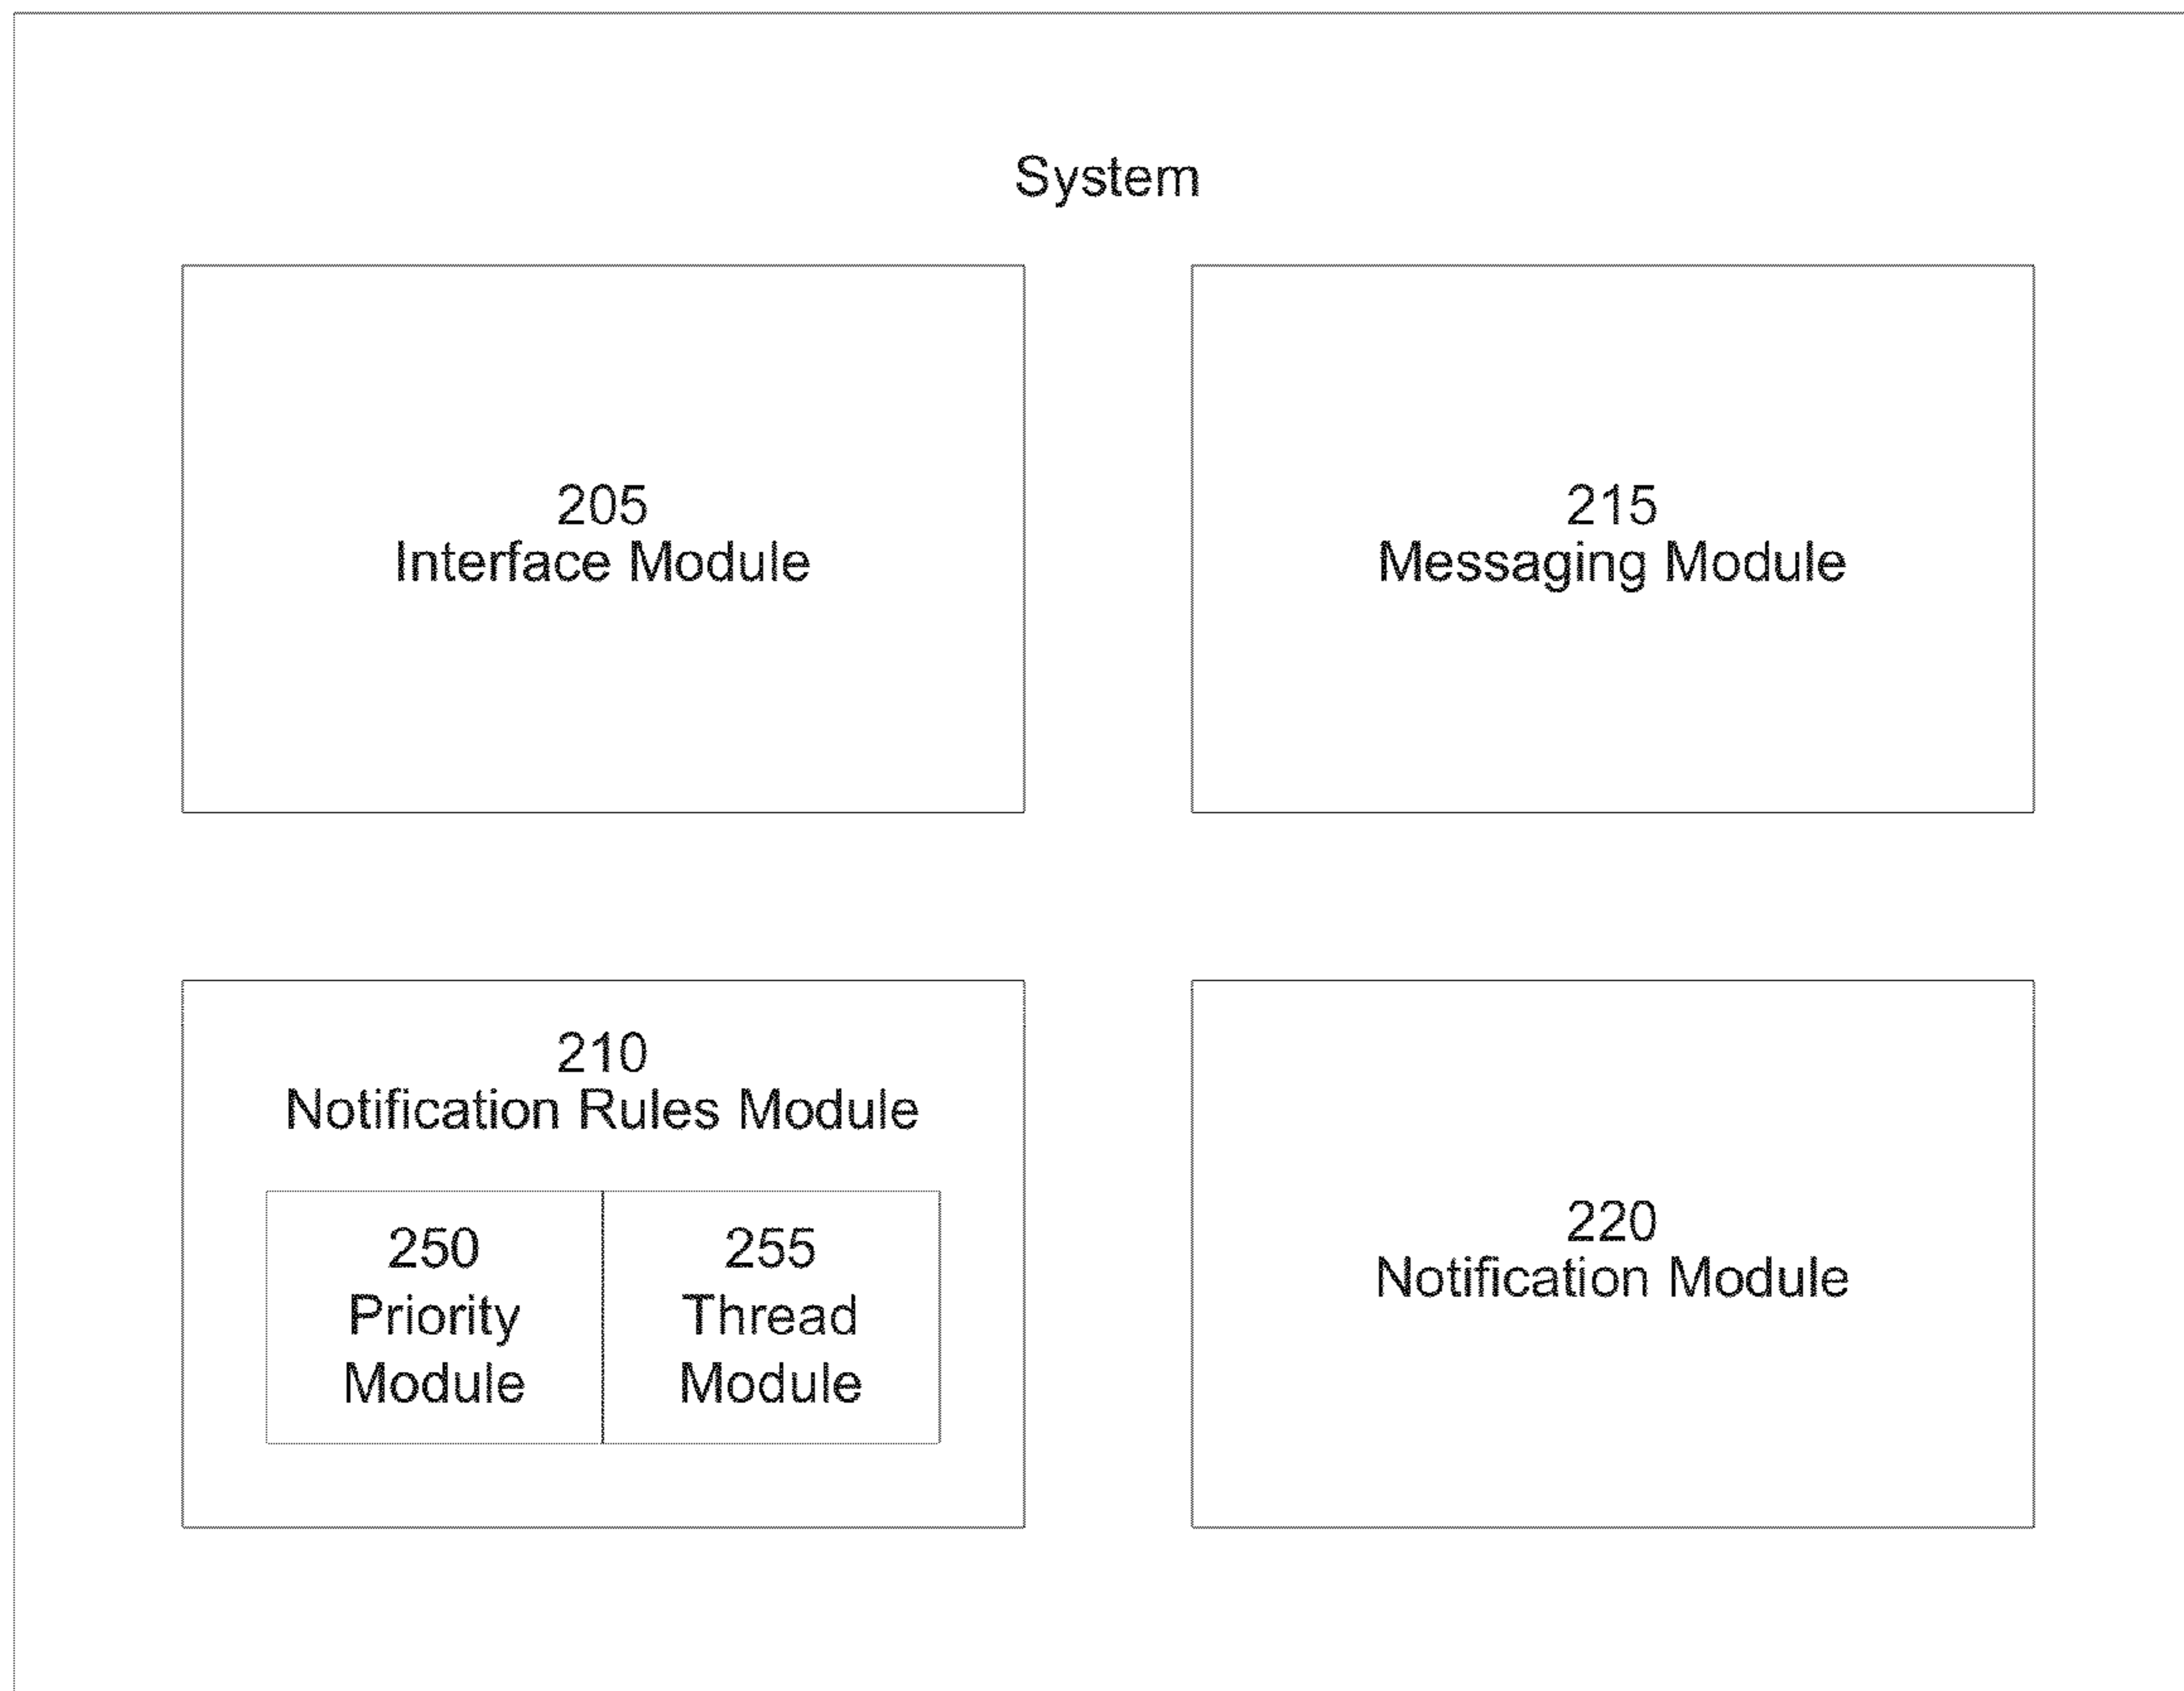 System
205
Interface Module
215
Messaging Module
210
Notification Rules Module
250
Priority
Module
255
Thread
Module
220
Notification Module